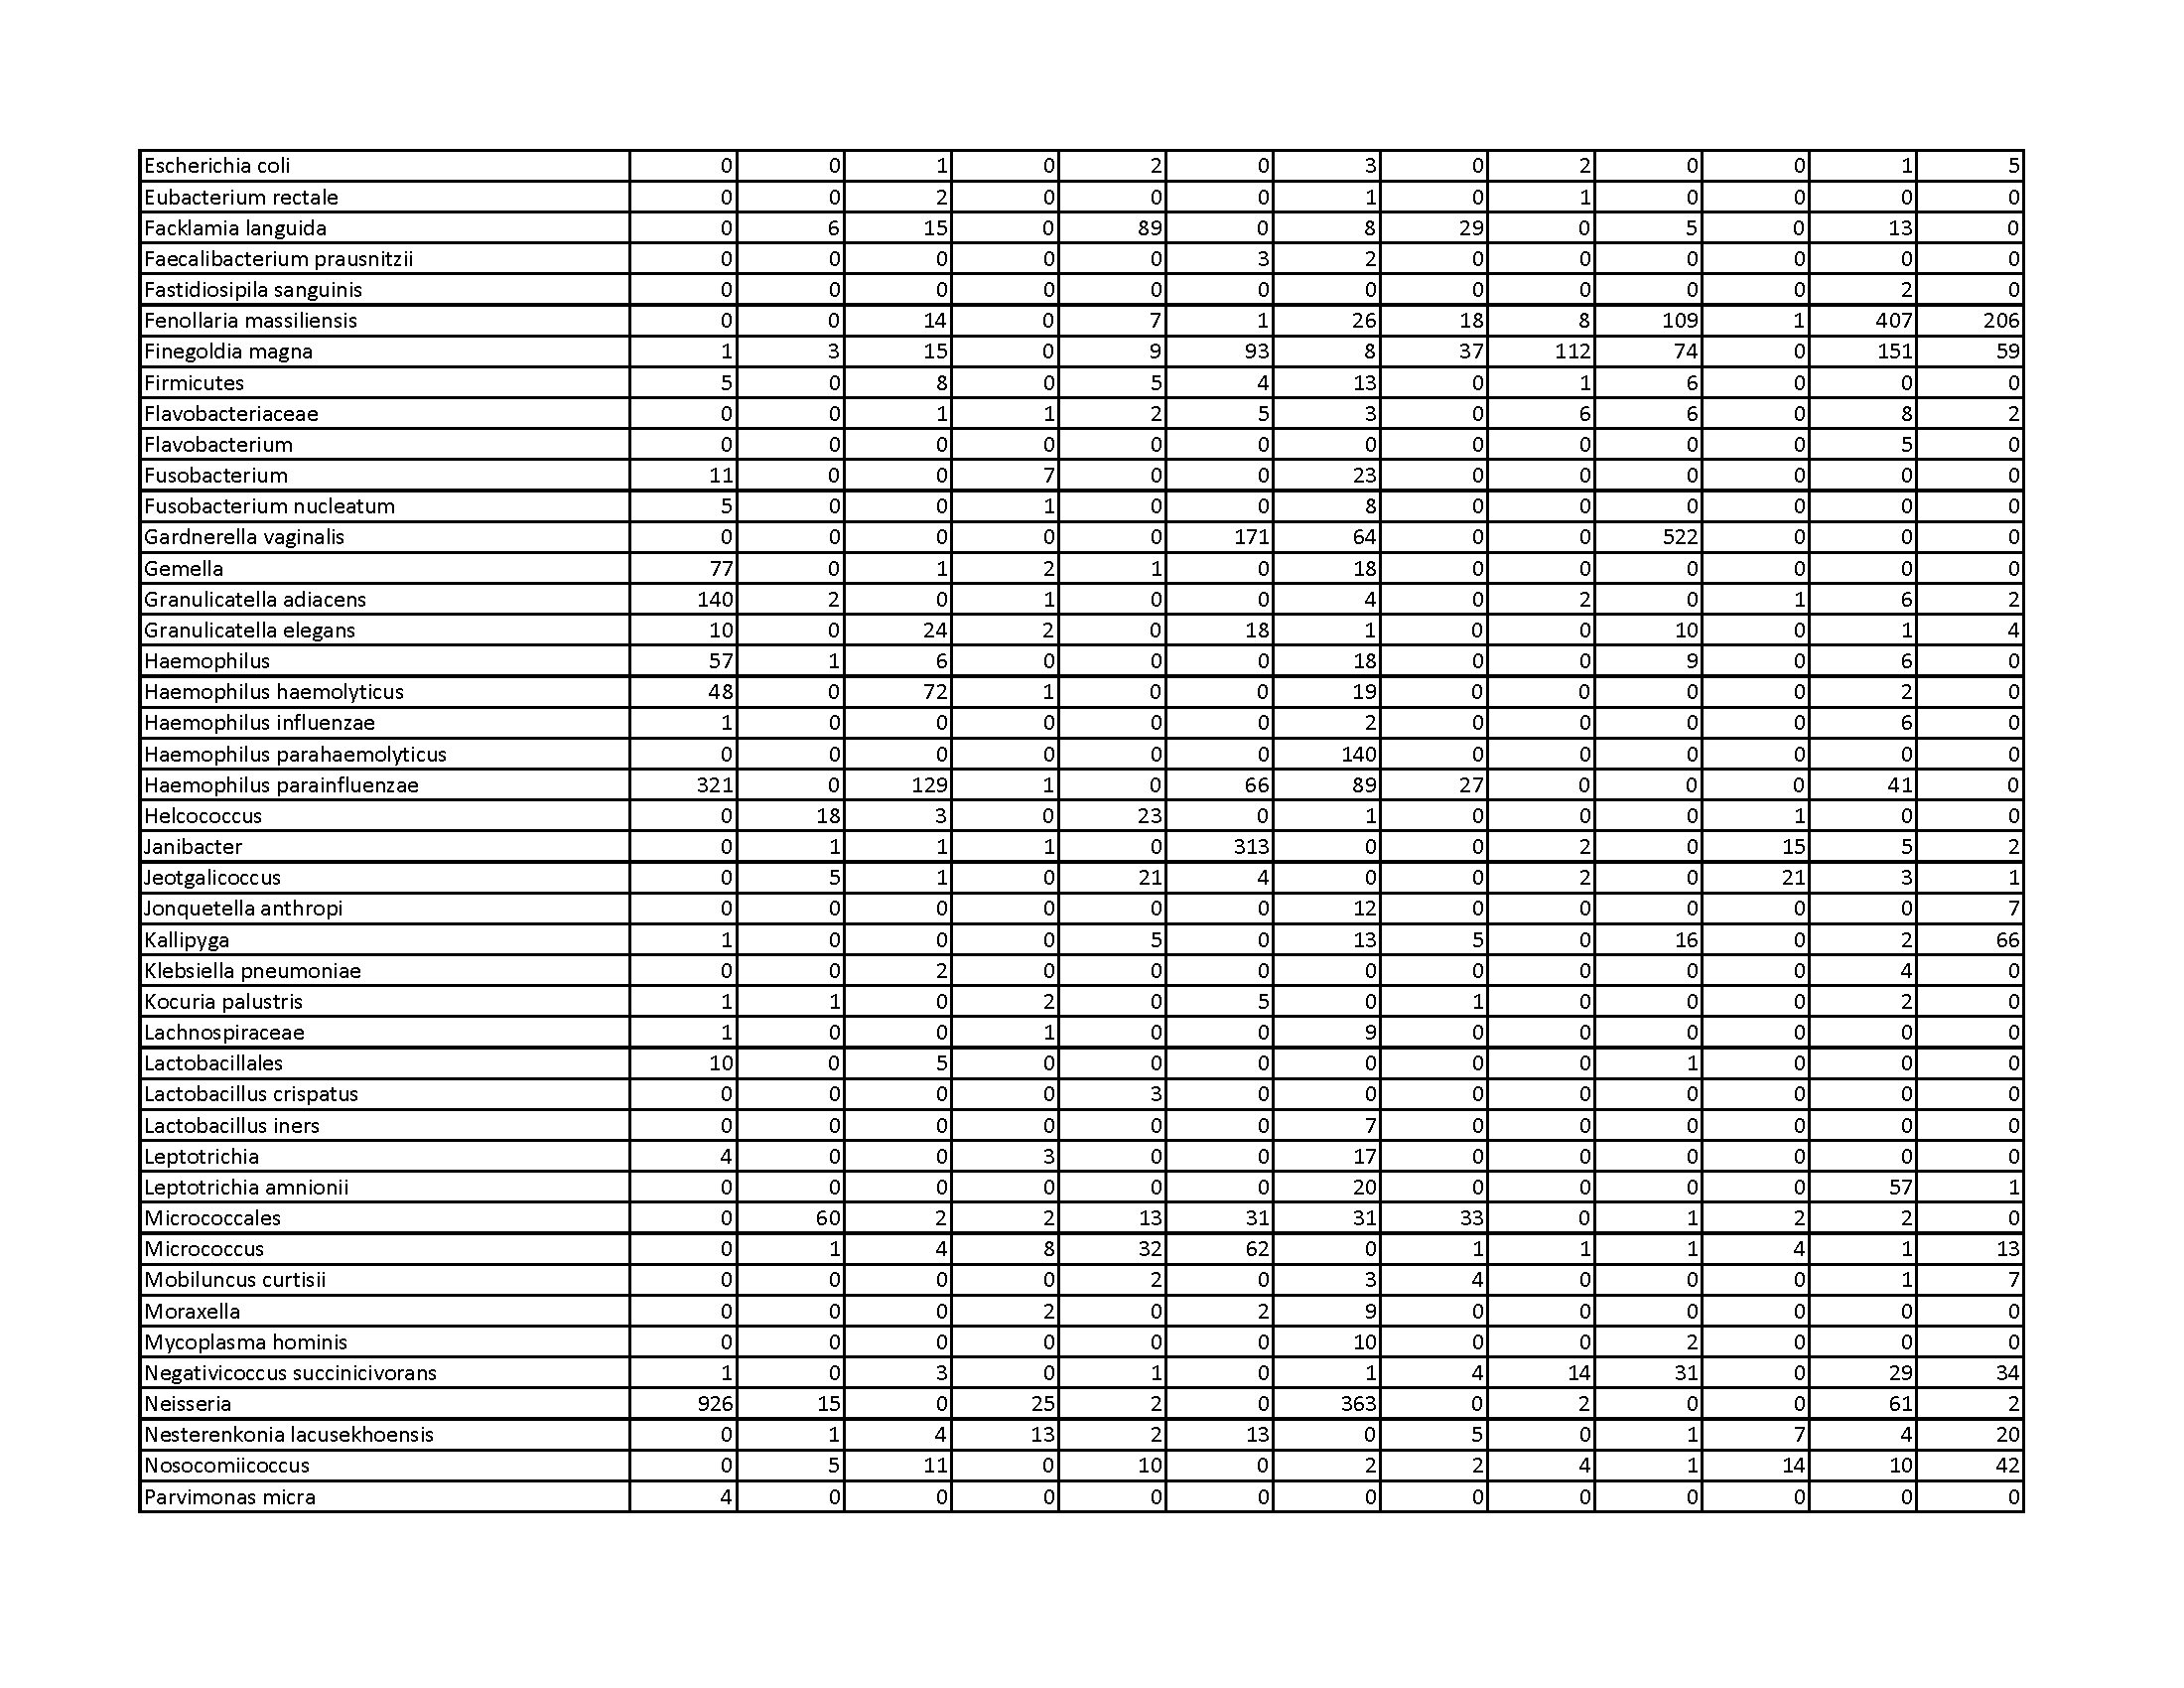 Escherichia coli 0 0 1 0 2 0 3 0 2 0 0 1 5
Eubacterium rectale 0 0 2 0 0 0 1 0 1 0 0 0 0
Facklamia languida 0 6 15 0 89 0 8 29 0 5 0 13 0
Faecalibacterium prausnitzii 0 0 0 0 0 3 2 0 0 0 0 0 0
Fastidiosipila sanguinis 0 0 0 0 0 0 0 0 0 0 0 2 0
Fenollaria massiliensis 0 0 14 0 7 1 26 18 8 109 1 407 206
Finegoldia magna 1 3 15 0 9 93 8 37 112 74 0 151 59
Firmicutes 5 0 8 0 5 4 13 0 1 6 0 0 0
Flavobacteriaceae 0 0 1 1 2 5 3 0 6 6 0 8 2
Flavobacterium 0 0 0 0 0 0 0 0 0 0 0 5 0
Fusobacterium 11 0 0 7 0 0 23 0 0 0 0 0 0
Fusobacterium nucleatum 5 0 0 1 0 0 8 0 0 0 0 0 0
Gardnerella vaginalis 0 0 0 0 0 171 64 0 0 522 0 0 0
Gemella 77 0 1 2 1 0 18 0 0 0 0 0 0
Granulicatella adiacens 140 2 0 1 0 0 4 0 2 0 1 6 2
Granulicatella elegans 10 0 24 2 0 18 1 0 0 10 0 1 4
Haemophilus 57 1 6 0 0 0 18 0 0 9 0 6 0
Haemophilus haemolyticus 48 0 72 1 0 0 19 0 0 0 0 2 0
Haemophilus influenzae 1 0 0 0 0 0 2 0 0 0 0 6 0
Haemophilus parahaemolyticus 0 0 0 0 0 0 140 0 0 0 0 0 0
Haemophilus parainfluenzae 321 0 129 1 0 66 89 27 0 0 0 41 0
Helcococcus 0 18 3 0 23 0 1 0 0 0 1 0 0
Janibacter 0 1 1 1 0 313 0 0 2 0 15 5 2
Jeotgalicoccus 0 5 1 0 21 4 0 0 2 0 21 3 1
Jonquetella anthropi 0 0 0 0 0 0 12 0 0 0 0 0 7
Kallipyga 1 0 0 0 5 0 13 5 0 16 0 2 66
Klebsiella pneumoniae 0 0 2 0 0 0 0 0 0 0 0 4 0
Kocuria palustris 1 1 0 2 0 5 0 1 0 0 0 2 0
Lachnospiraceae 1 0 0 1 0 0 9 0 0 0 0 0 0
Lactobacillales 10 0 5 0 0 0 0 0 0 1 0 0 0
Lactobacillus crispatus 0 0 0 0 3 0 0 0 0 0 0 0 0
Lactobacillus iners 0 0 0 0 0 0 7 0 0 0 0 0 0
Leptotrichia 4 0 0 3 0 0 17 0 0 0 0 0 0
Leptotrichia amnionii 0 0 0 0 0 0 20 0 0 0 0 57 1
Micrococcales 0 60 2 2 13 31 31 33 0 1 2 2 0
Micrococcus 0 1 4 8 32 62 0 1 1 1 4 1 13
Mobiluncus curtisii 0 0 0 0 2 0 3 4 0 0 0 1 7
Moraxella 0 0 0 2 0 2 9 0 0 0 0 0 0
Mycoplasma hominis 0 0 0 0 0 0 10 0 0 2 0 0 0
Negativicoccus succinicivorans 1 0 3 0 1 0 1 4 14 31 0 29 34
Neisseria 926 15 0 25 2 0 363 0 2 0 0 61 2
Nesterenkonia lacusekhoensis 0 1 4 13 2 13 0 5 0 1 7 4 20
Nosocomiicoccus 0 5 11 0 10 0 2 2 4 1 14 10 42
Parvimonas micra 4 0 0 0 0 0 0 0 0 0 0 0 0